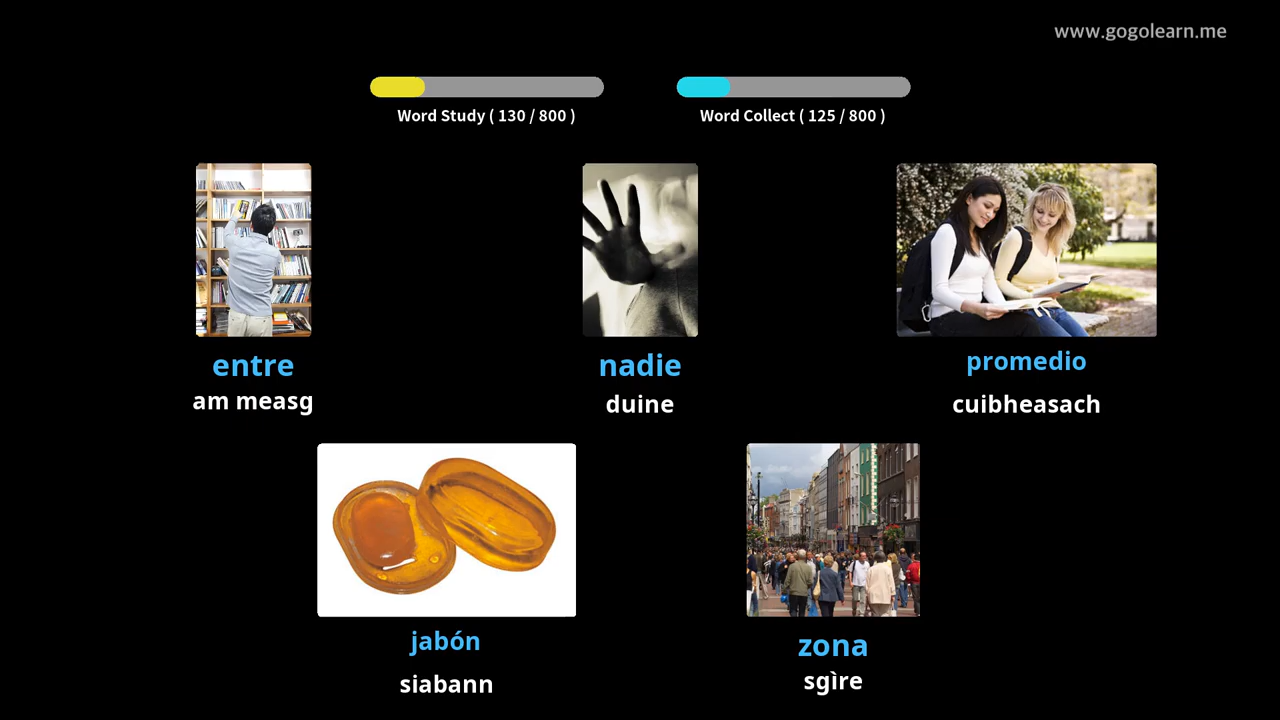 www.gogolearn.me
Word Study ( 130 / 800 )
Word Collect ( 125 / 800 )
entre
am measg
nadie
duine
promedio
cuibheasach
jabón
siabann
zona
sgìre